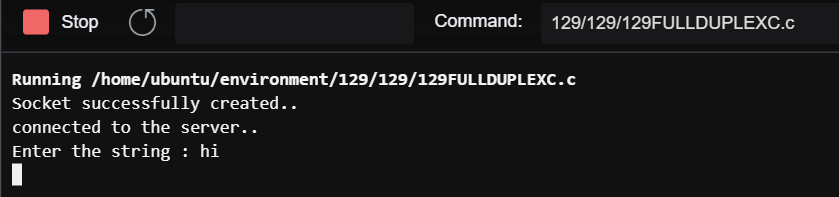 Stop
Command: 129/129/129FULLDUPLEXC.c
Running /home/ubuntu/environment/129/129/129FULLDUPLEXC.c
Socket successfully created..
connected to the server..
Enter the string : hi